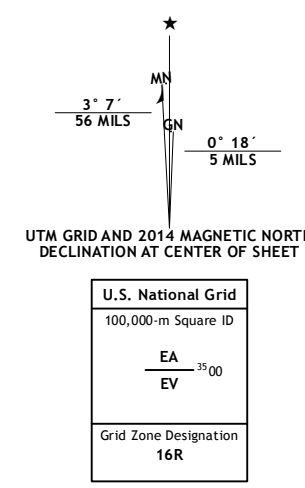 ★
MN
3° 7´
56 MILS
GN
0° 18´
5 MILS
UTM GRID AND 2014 MAGNETIC NORTH
DECLINATION AT CENTER OF SHEET
U.S. National Grid
100,000-m Square ID
EA
3500
EV
Grid Zone Designation
16R